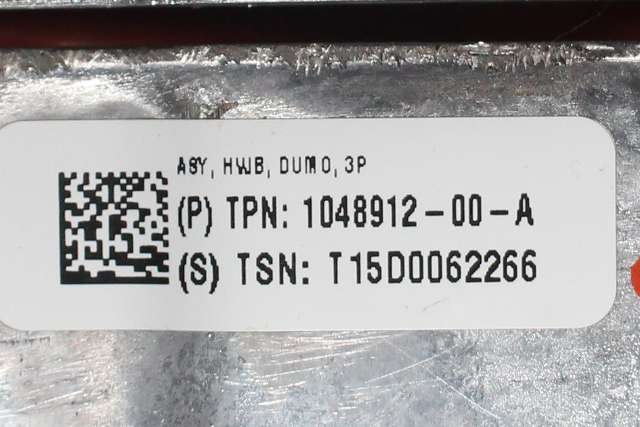 ASY, HWB, DUMO, 3P
(P) TPN: 1048912-00-A
(S) TSN: T15D0062266